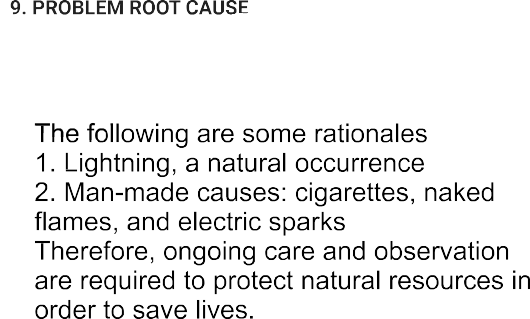 9. PROBLEM ROOT CAUSE
The following are some rationales
1. Lightning, a natural occurrence
2. Man-made causes: cigarettes, naked
flames, and electric sparks
Therefore, ongoing care and observation
are required to protect natural resources in
order to save lives.